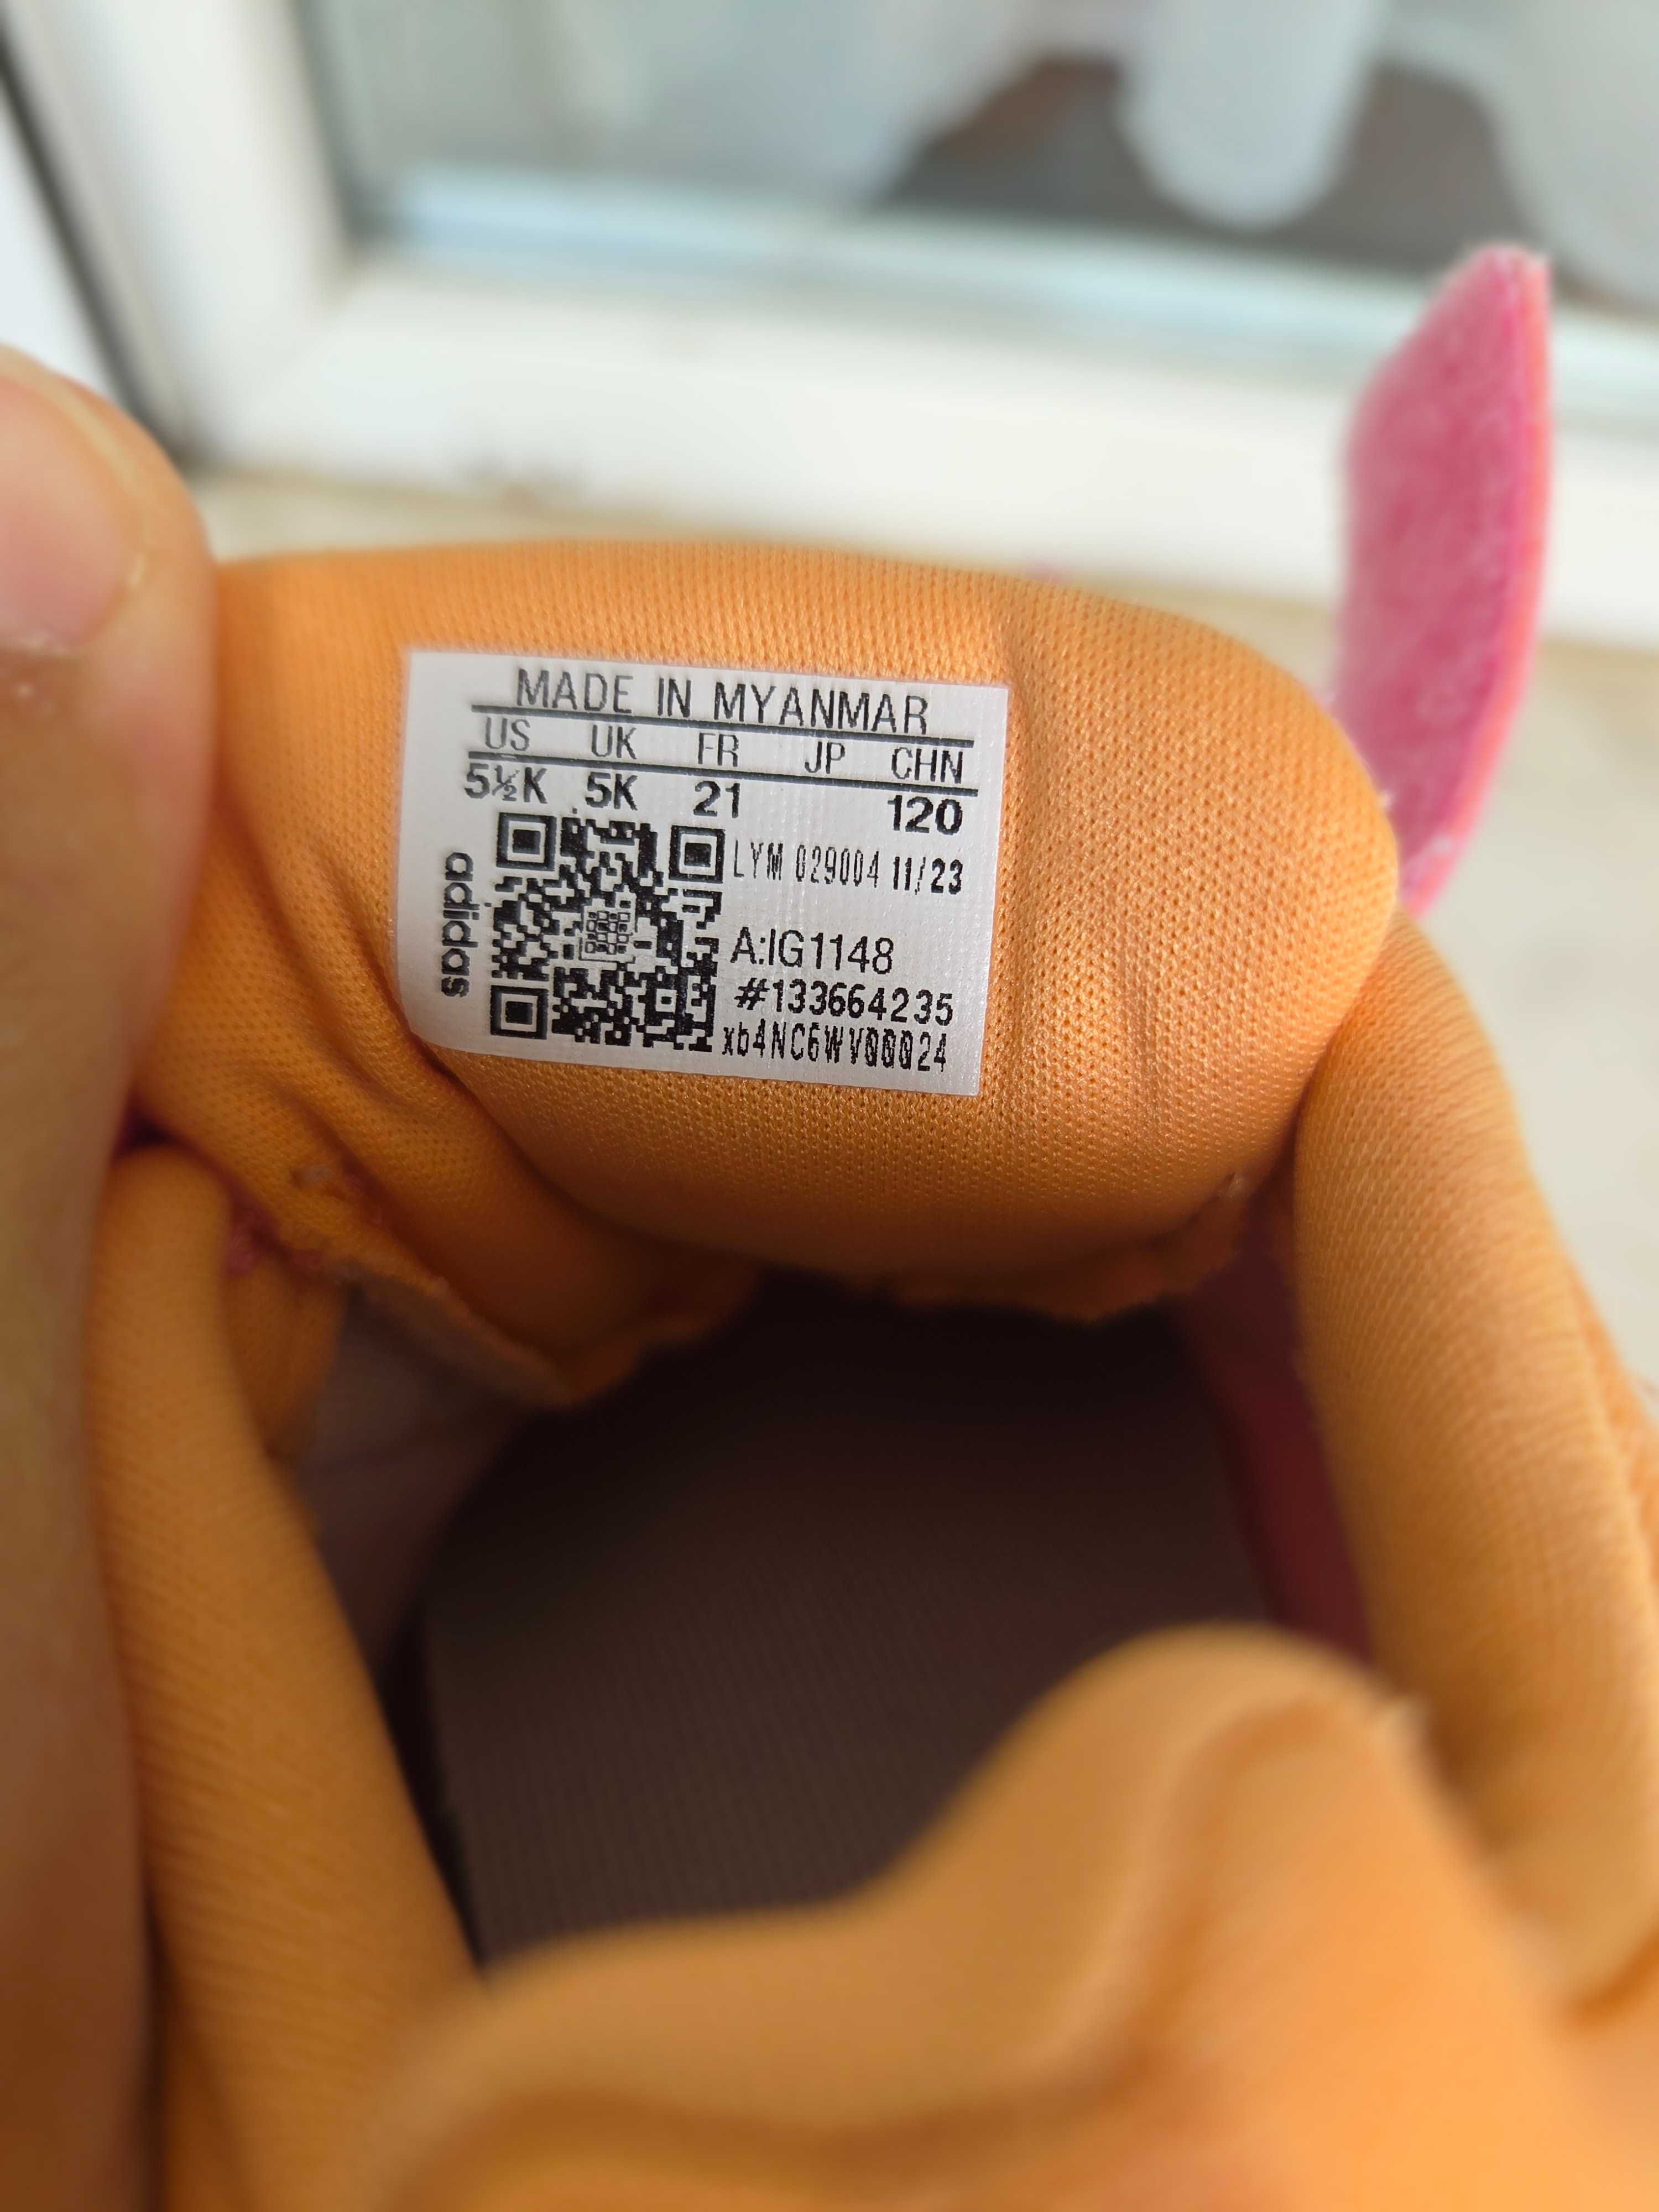 MADE IN MYANMAR
US UK FR JP CHN
5½K 5K 21 120
LYM 029004 11/23
A:IG1148
#133664235
xb4NC6WV00024
adidas